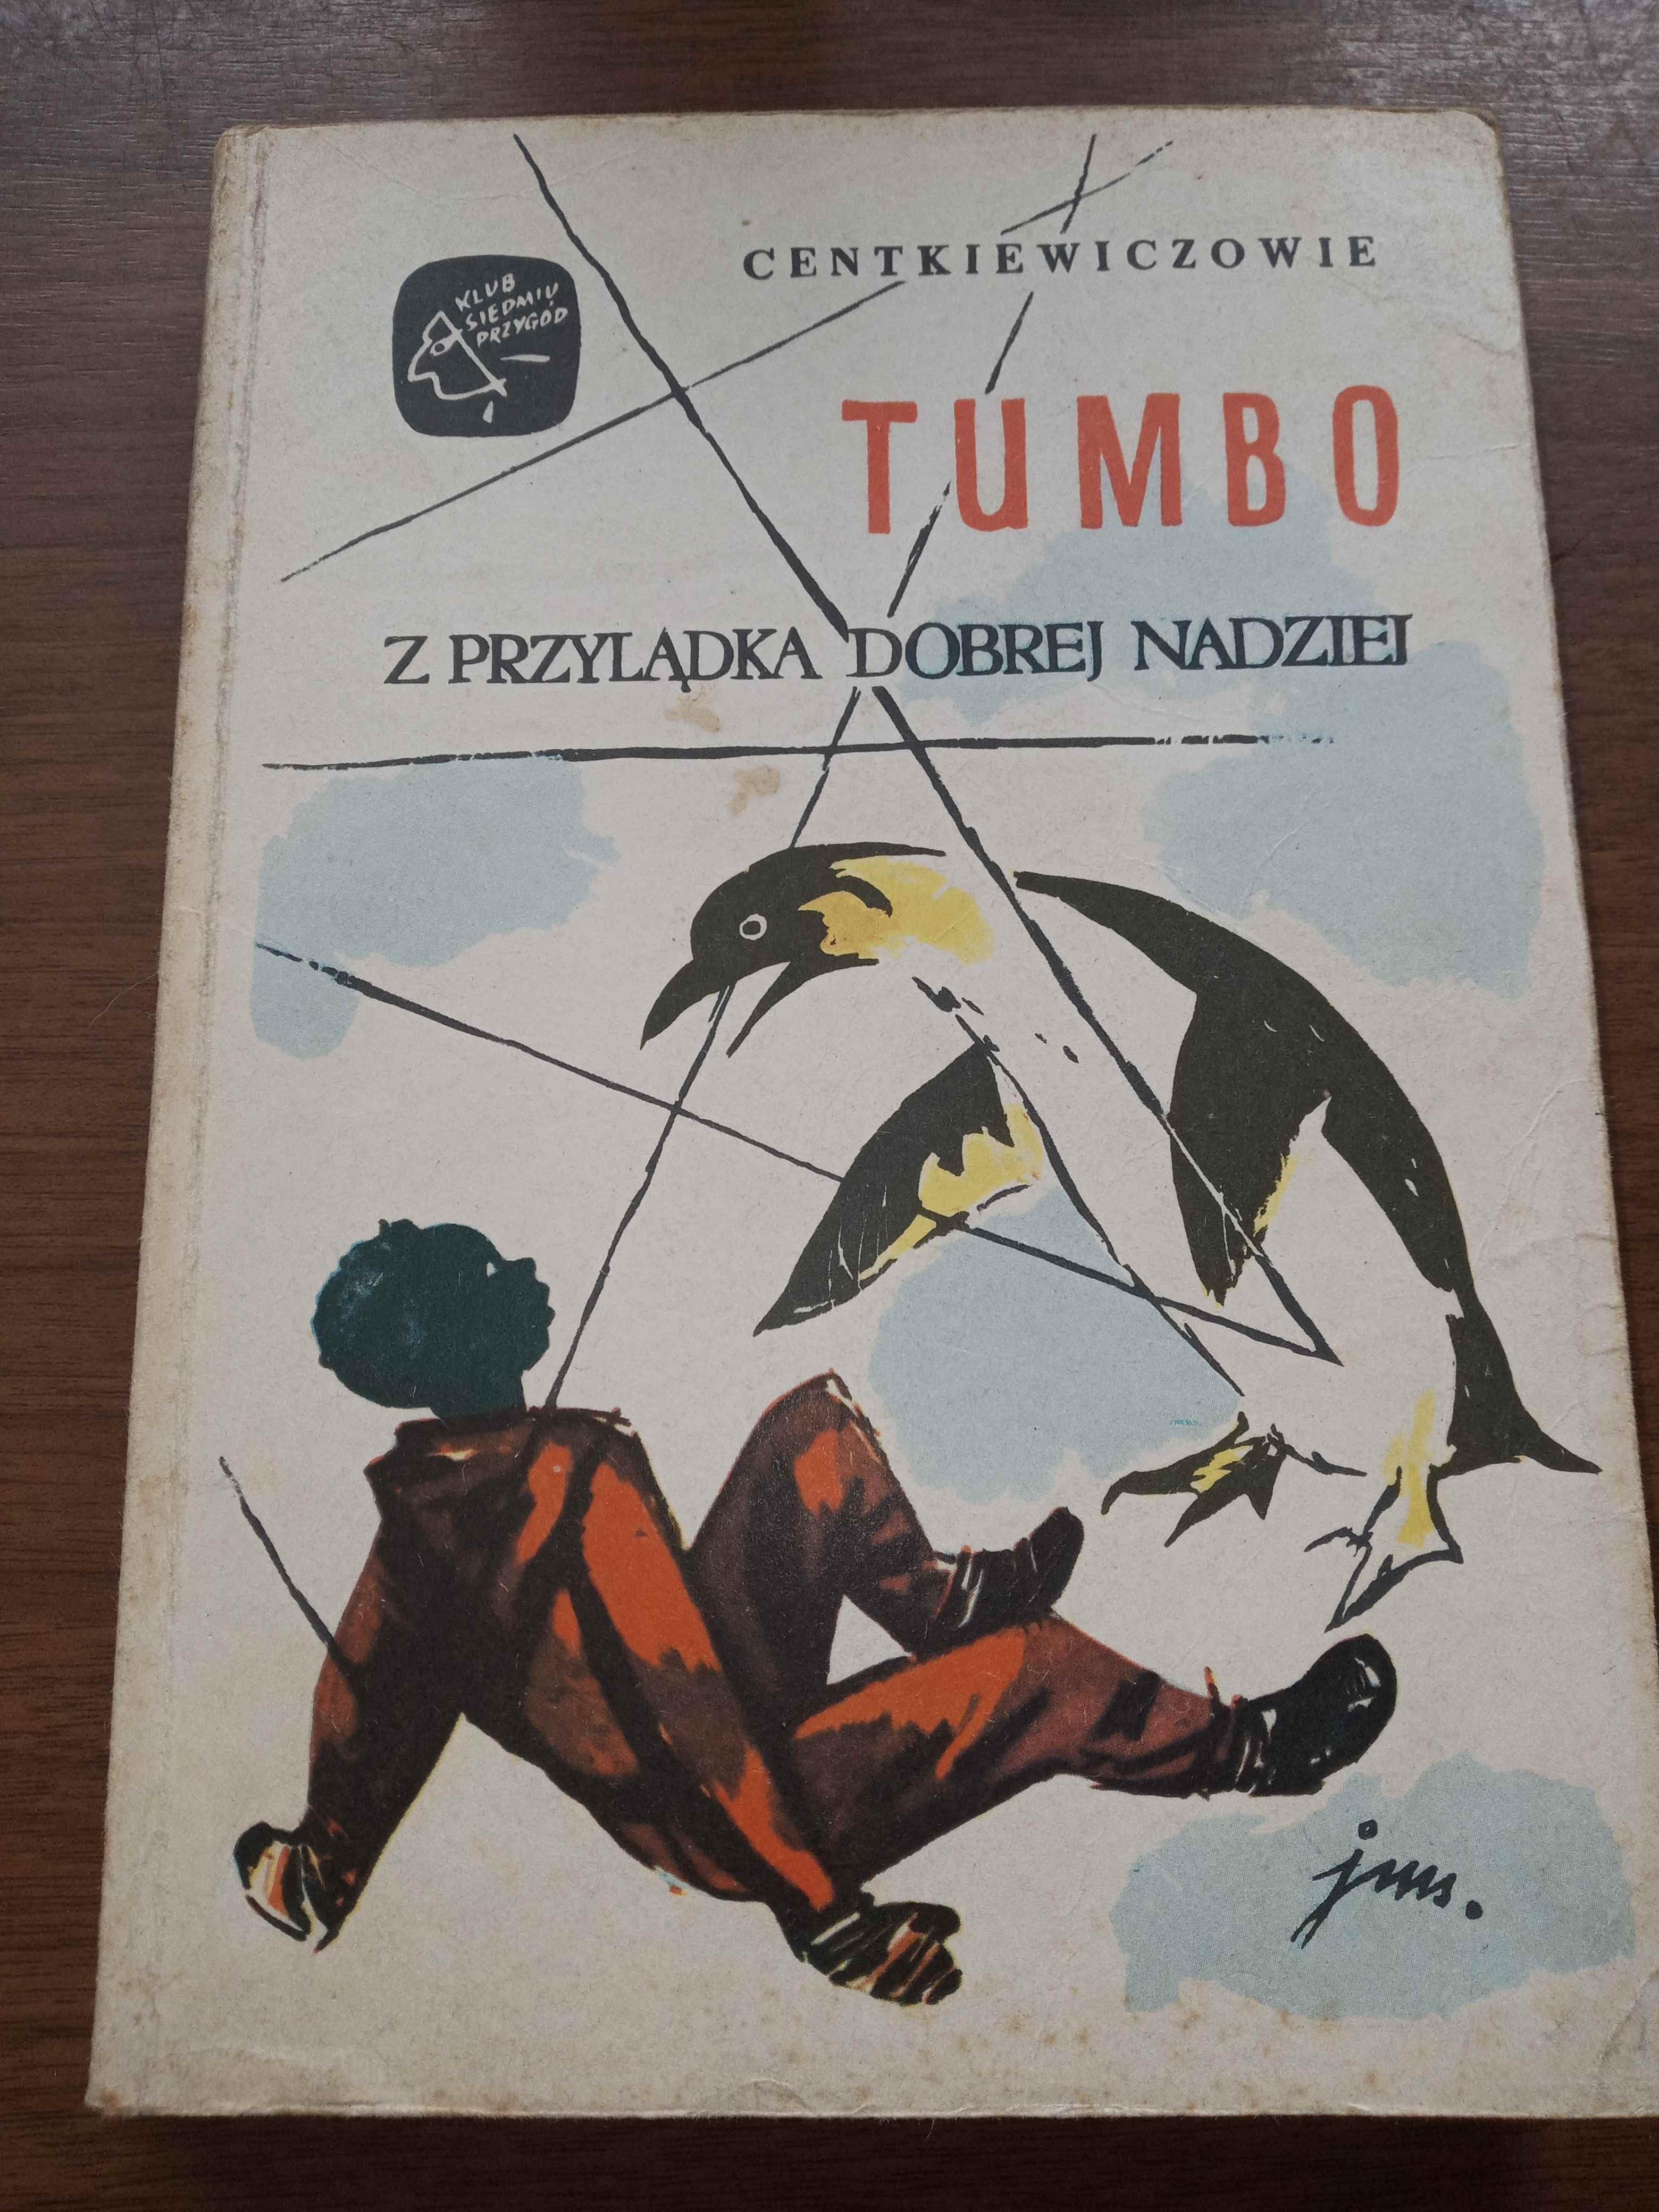 CENTKIEWICZOWIE
KLUB
SIEDMIU
PRZYGÓD
TUMBO
Z PRZYLĄDKA DOBREJ NADZIEI
jms.